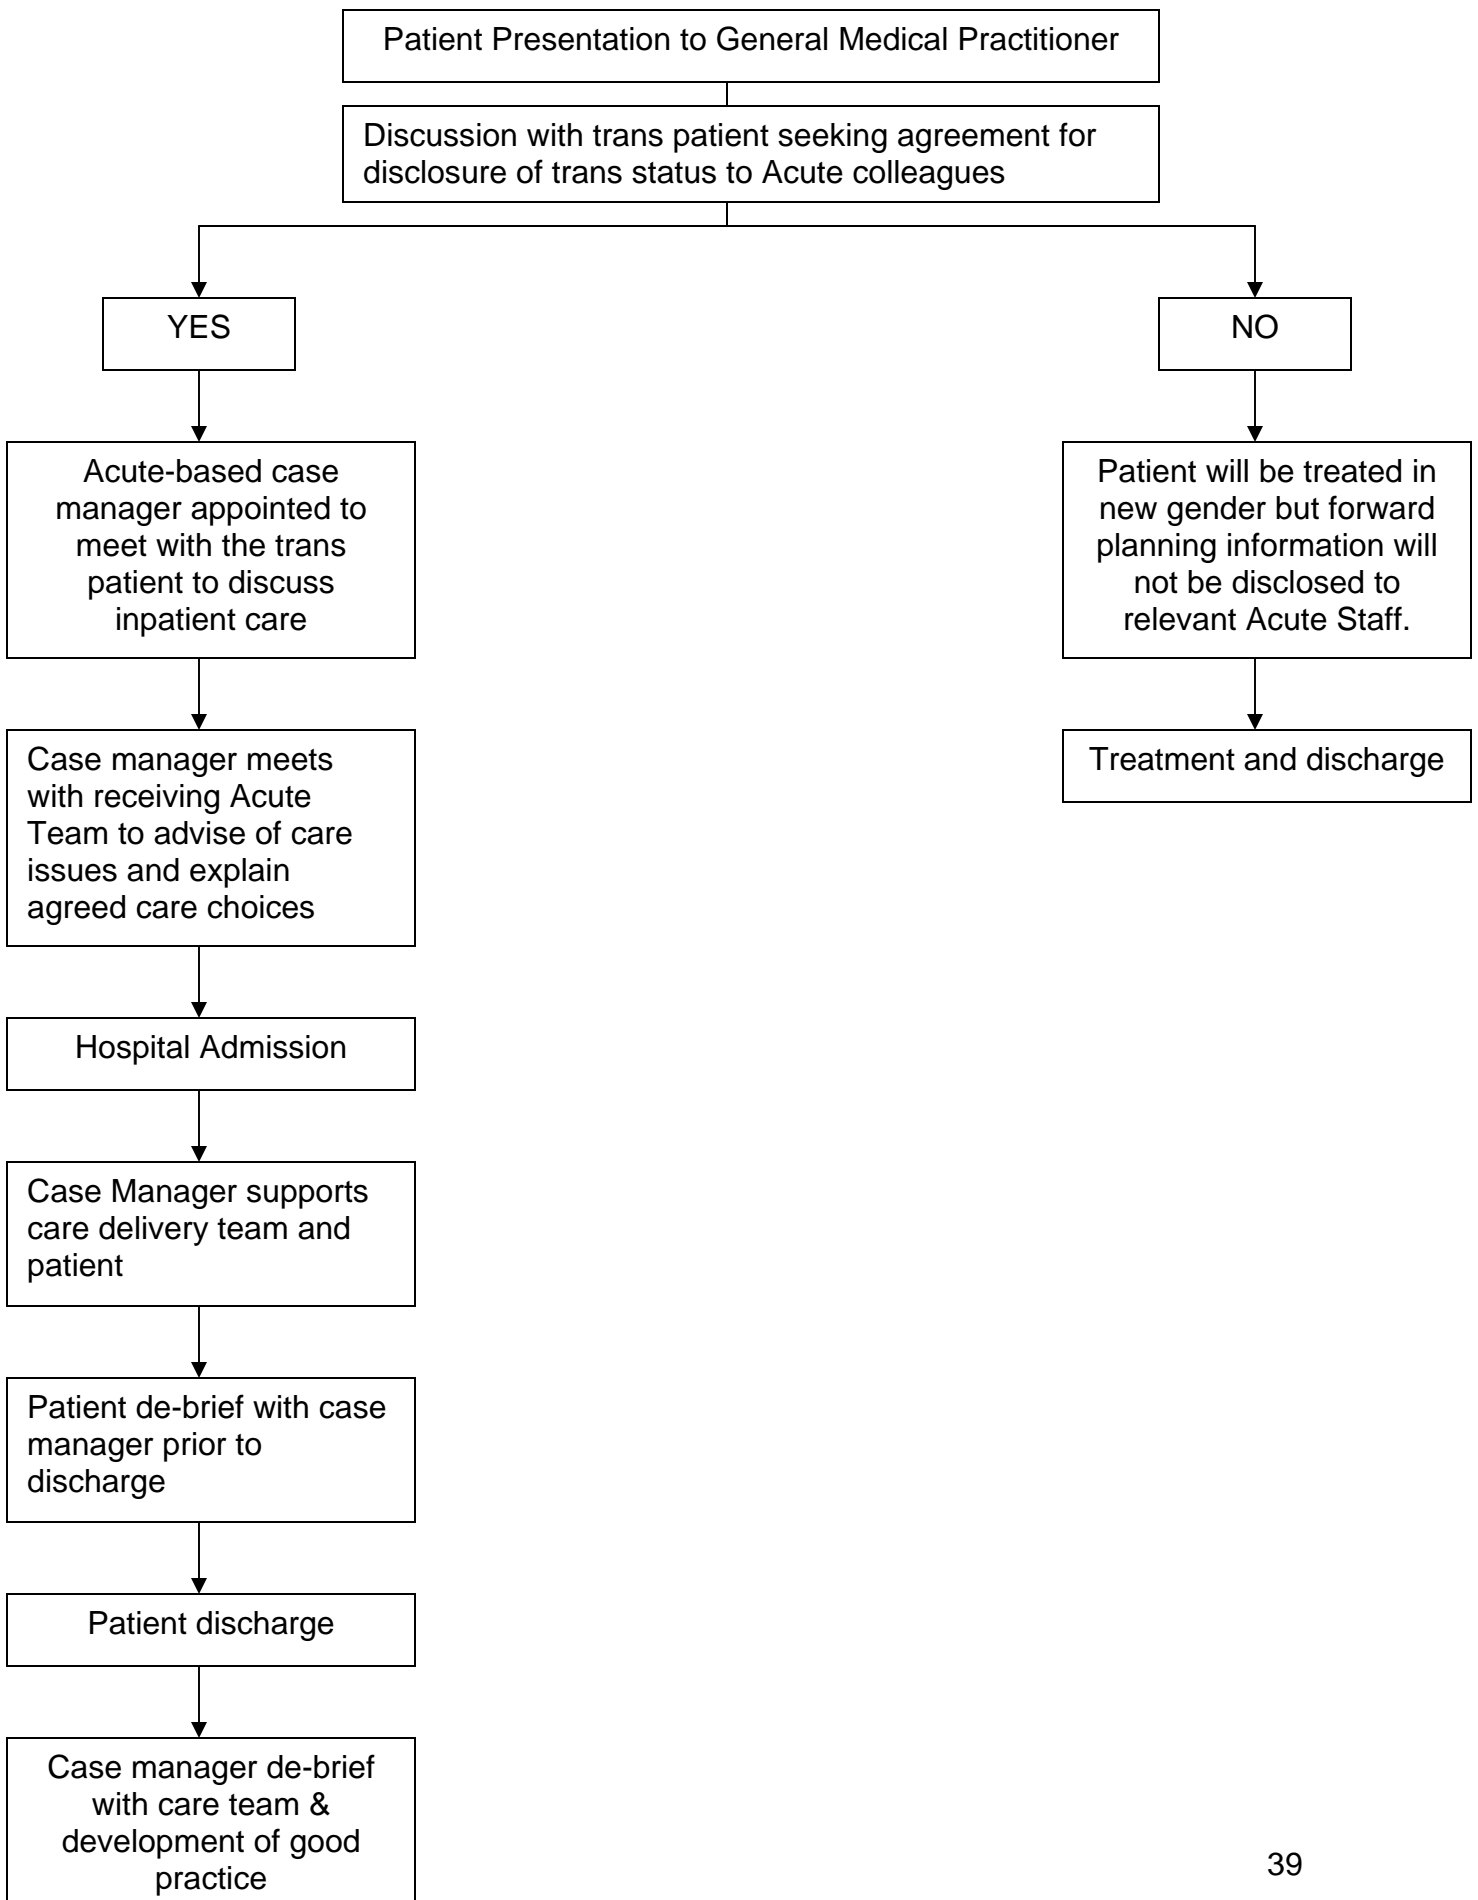 Patient Presentation to General Medical Practitioner
Discussion with trans patient seeking agreement for
disclosure of trans status to Acute colleagues
YES
NO
Acute-based case
manager appointed to
meet with the trans
patient to discuss
inpatient care
Patient will be treated in
new gender but forward
planning information will
not be disclosed to
relevant Acute Staff.
Case manager meets
with receiving Acute
Team to advise of care
issues and explain
agreed care choices
Treatment and discharge
Hospital Admission
Case Manager supports
care delivery team and
patient
Patient de-brief with case
manager prior to
discharge
Patient discharge
Case manager de-brief
with care team &
development of good
practice
39